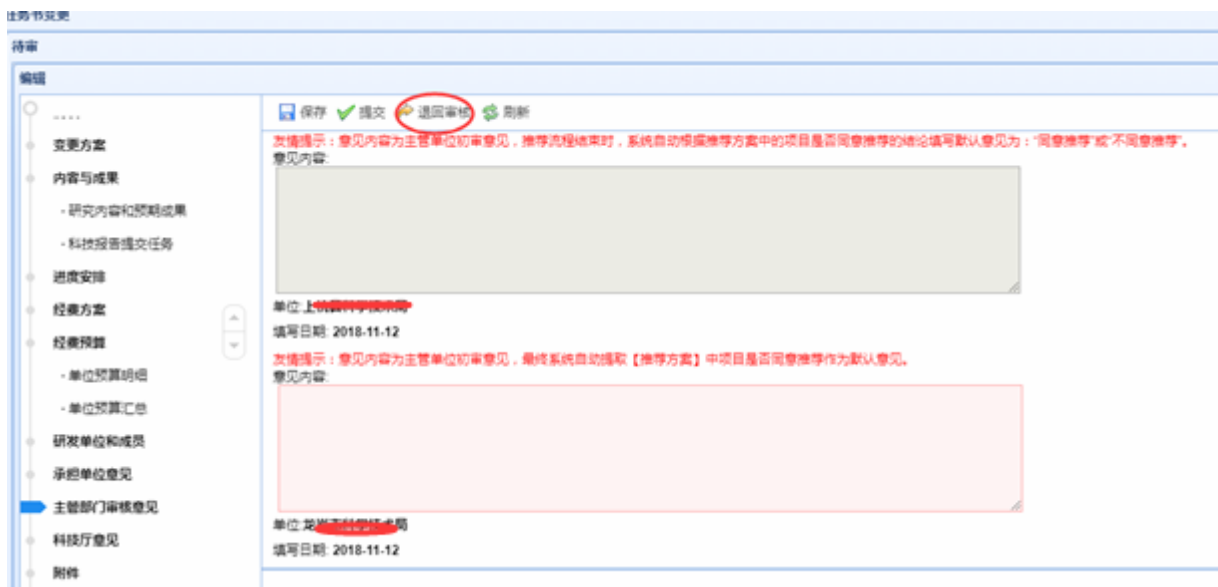 任务书变更
待审
编辑
....
保存 提交 退回审核 刷新
变更方案
内容与成果
- 研究内容和预期成果
- 科技报告提交任务
进度安排
经费方案
经费预算
- 单位预算明细
- 单位预算汇总
研发单位和成员
承担单位意见
主管部门审核意见
科技厅意见
附件
友情提示：意见内容为主管单位初审意见，推荐流程结束时，系统自动根据推荐方案中的项目是否同意推荐的结论填写默认意见为："同意推荐"或"不同意推荐"。
意见内容:
单位:
填写日期: 2018-11-12
友情提示：意见内容为主管单位初审意见，最终系统自动提取【推荐方案】中项目是否同意推荐作为默认意见。
意见内容:
单位:龙 局
填写日期: 2018-11-12